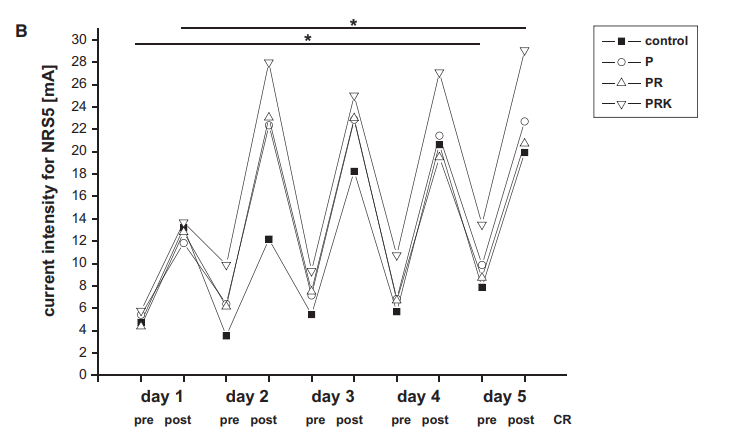 B
*
*
current intensity for NRS5 [mA]
30
28
26
24
22
20
18
16
14
12
10
8
6
4
2
0
day 1 day 2 day 3 day 4 day 5
pre post pre post pre post pre post pre post CR
control
P
PR
PRK